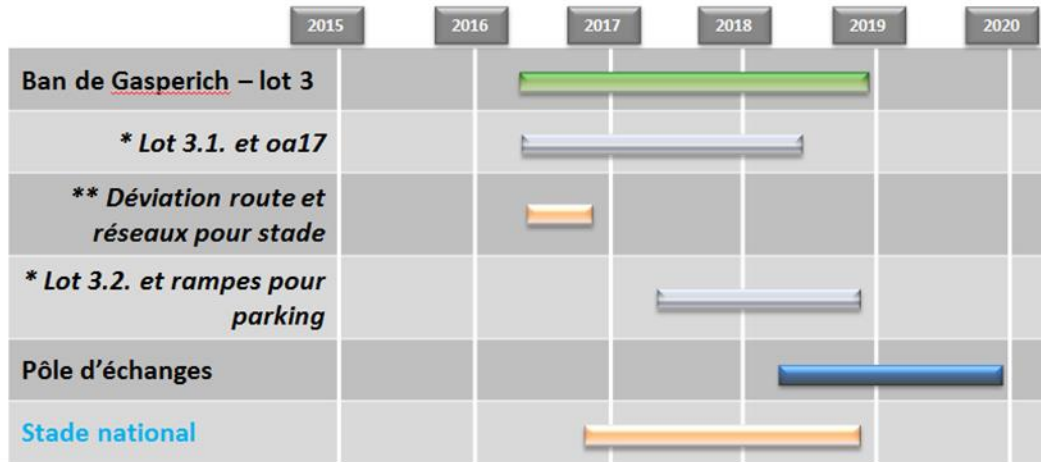 2015 2016 2017 2018 2019 2020
Ban de Gasperich – lot 3
* Lot 3.1. et oa17
** Déviation route et
réseaux pour stade
* Lot 3.2. et rampes pour
parking
Pôle d’échanges
Stade national